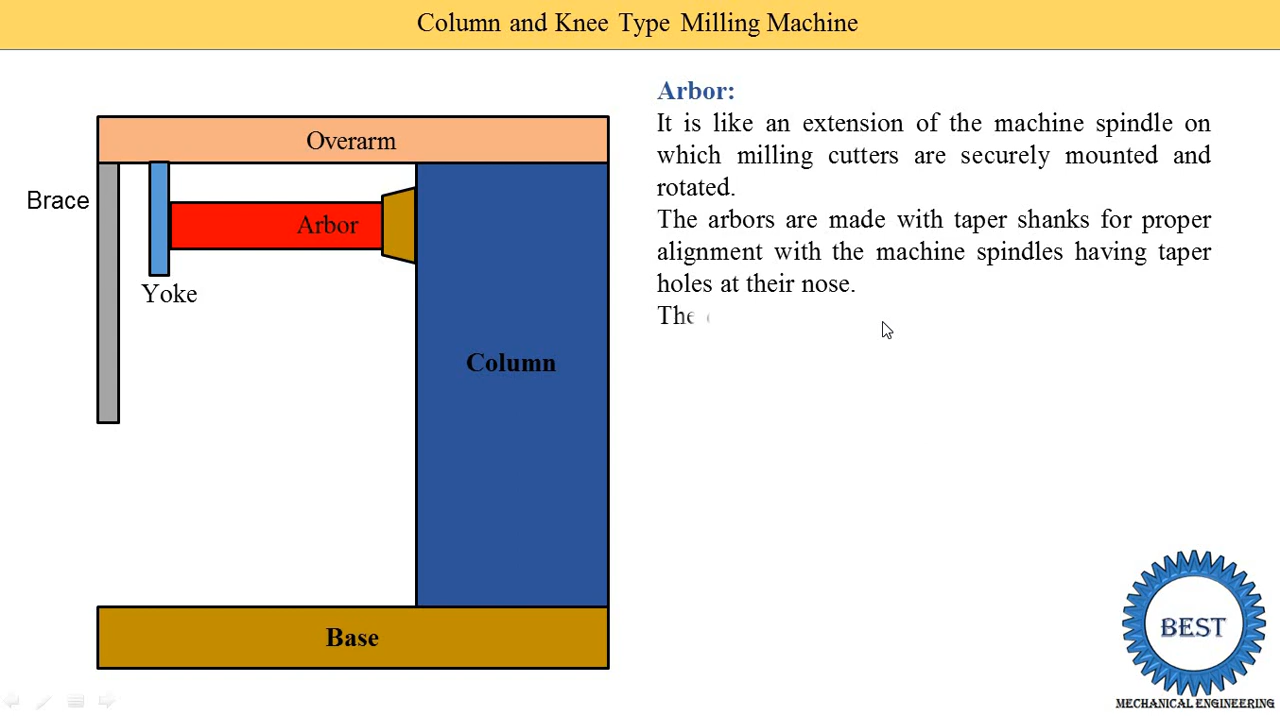 Column and Knee Type Milling Machine
Overarm
Brace
Arbor
Yoke
Column
Base
Arbor:
It is like an extension of the machine spindle on
which milling cutters are securely mounted and
rotated.
The arbors are made with taper shanks for proper
alignment with the machine spindles having taper
holes at their nose.
The
BEST
MECHANICAL ENGINEERING